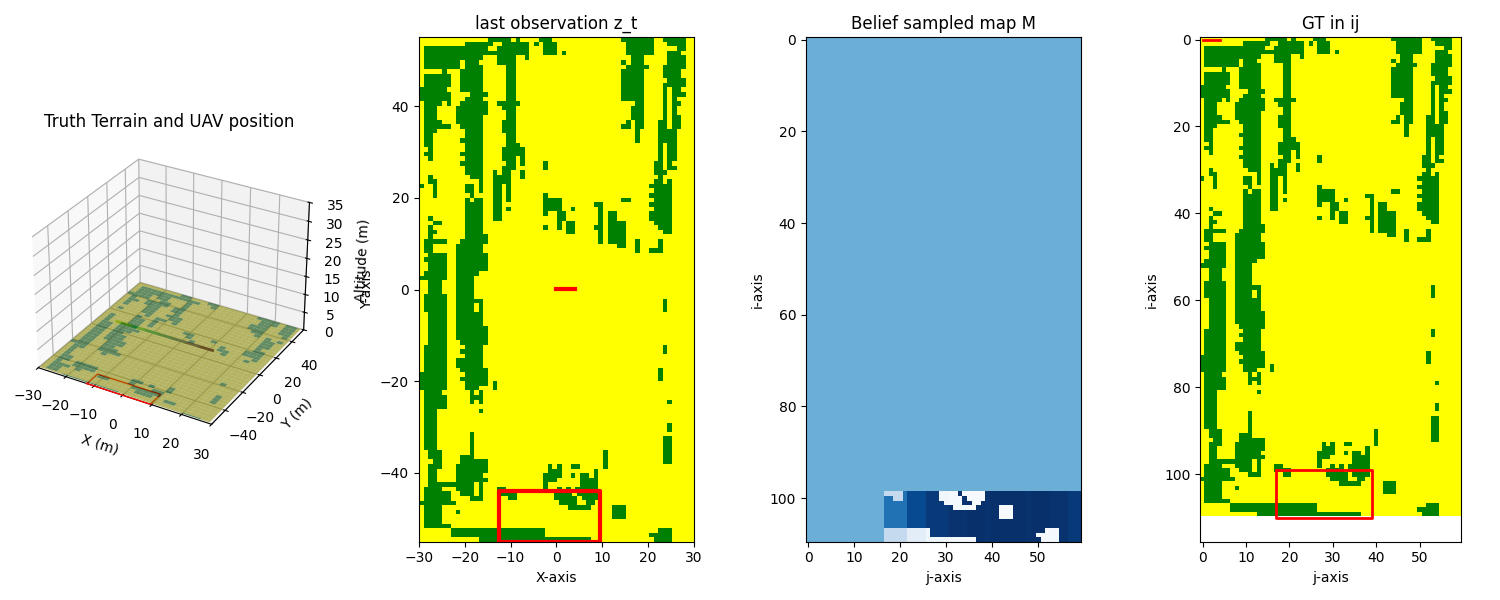 Truth Terrain and UAV position
35
30
25
20
15
10
5
0
Altitude (m)
−30
−20
−10
0
10
20
30
X (m)
−40
−20
0
20
40
Y (m)
last observation z_t
Y-axis
40
20
0
−20
−40
−30 −20 −10 0 10 20 30
X-axis
Belief sampled map M
i-axis
0
20
40
60
80
100
0 10 20 30 40 50
j-axis
GT in ij
i-axis
0
20
40
60
80
100
0 10 20 30 40 50
j-axis